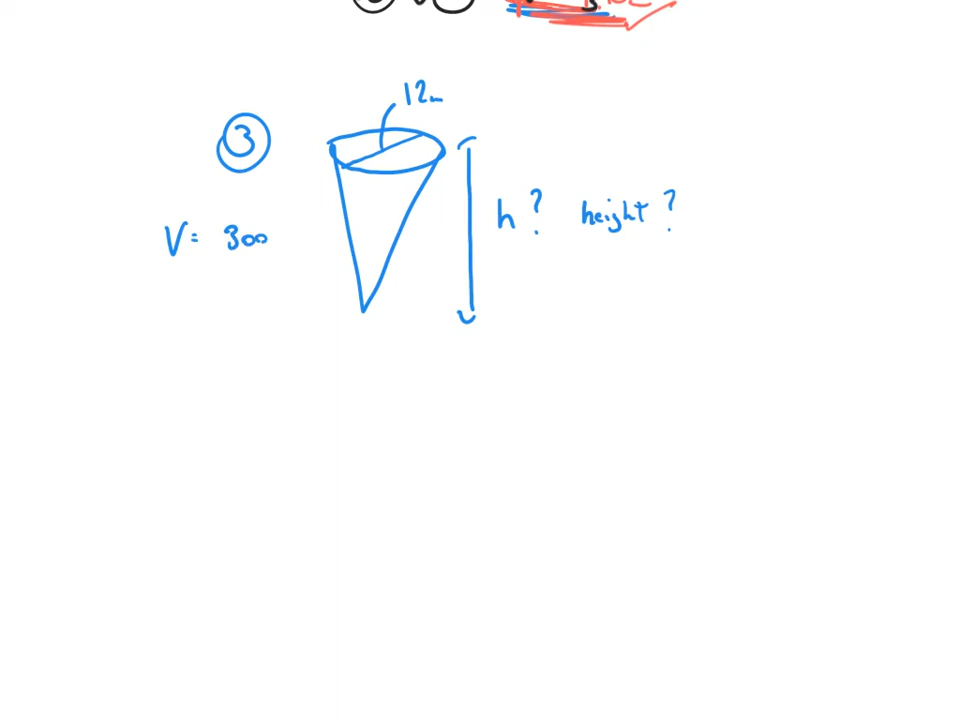 12m
3
h ? height ?
V = 300